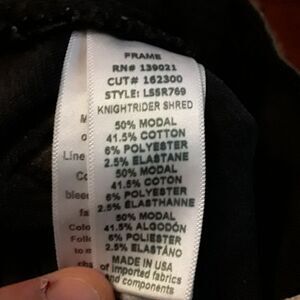 FRAME
RN# 139021
CUT# 162300
STYLE: LSSR769
KNIGHTRIDER SHRED
50% MODAL
41.5% COTTON
6% POLYESTER
2.5% ELASTANE
50% MODAL
41.5% COTON
6% POLYESTER
2.5% ELASTHANNE
50% MODAL
41.5% ALGODÓN
6% POLIESTER
2.5% ELASTANO
MADE IN USA
of imported fabrics
and components
Line